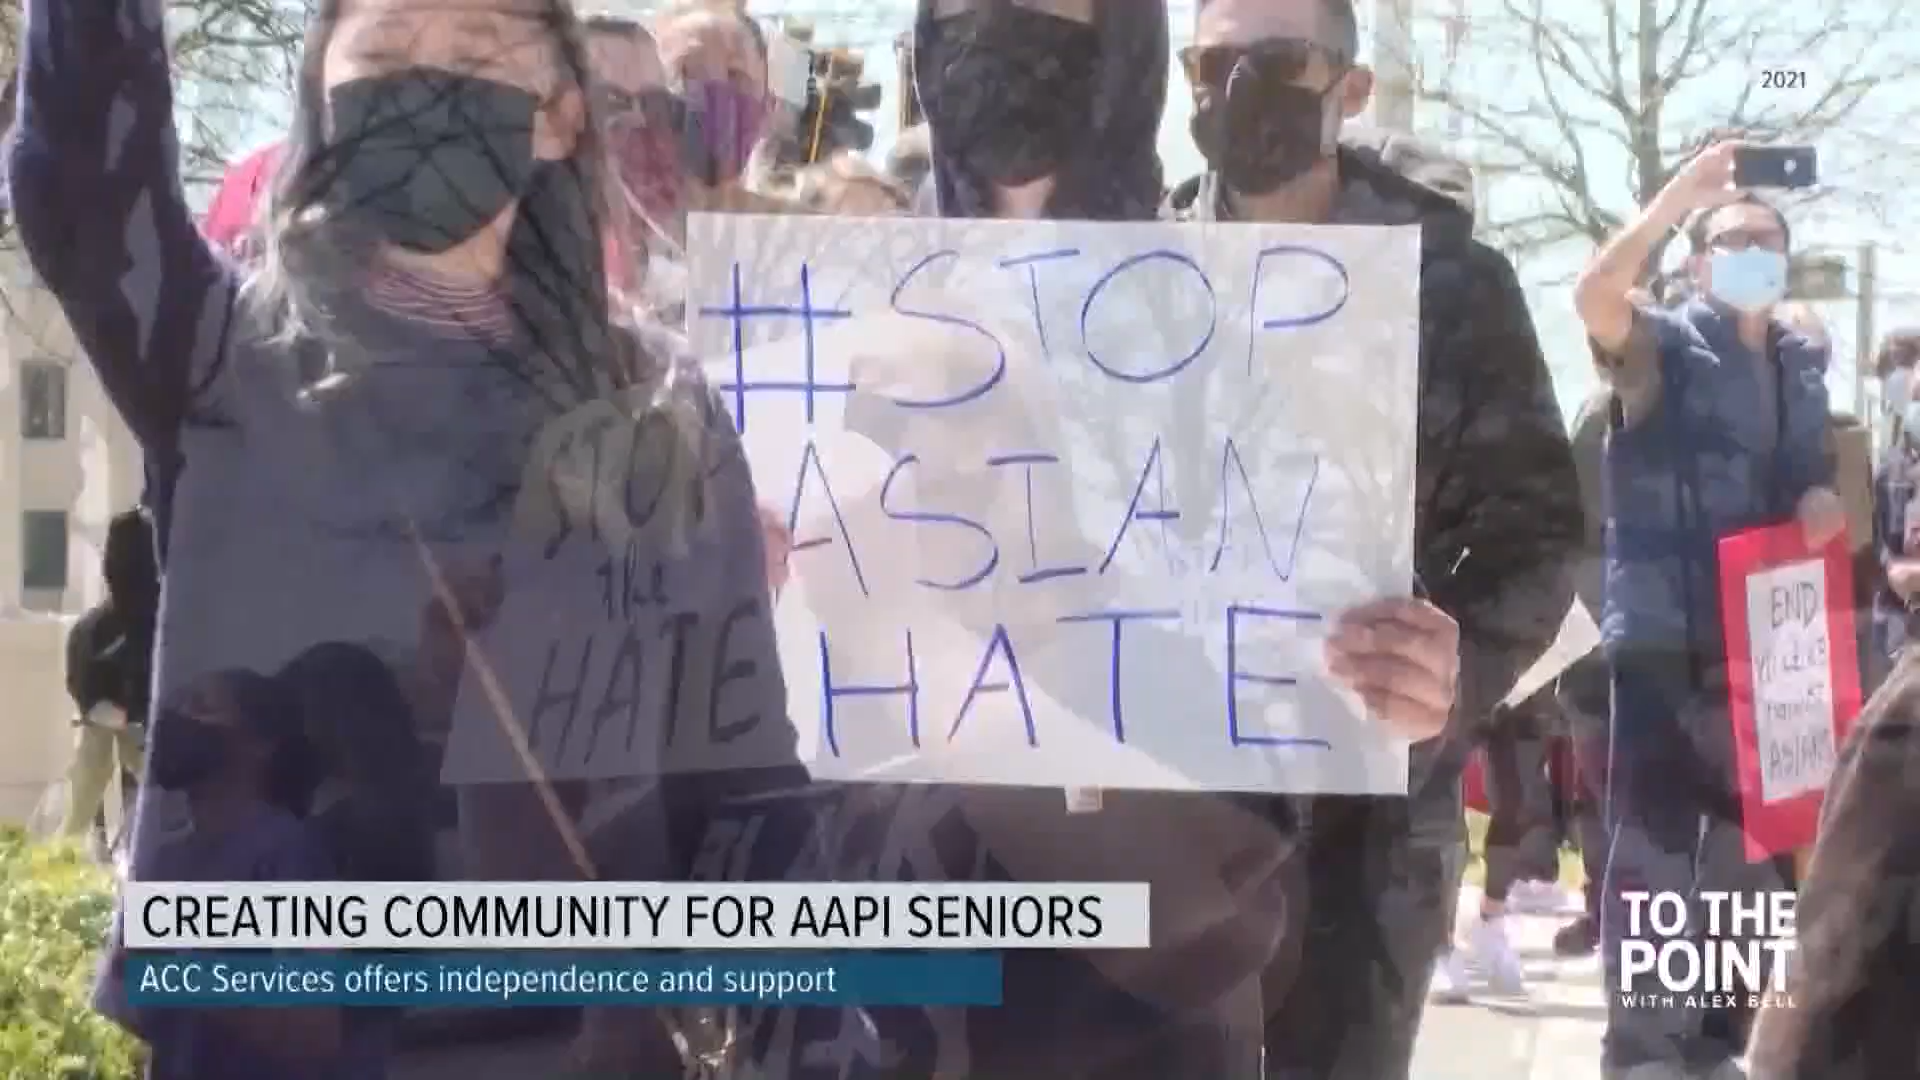 2021
#STOP
ASIAN
HATE
STOP
the
HATE
END
ASIANS
CREATING COMMUNITY FOR AAPI SENIORS
ACC Services offers independence and support
TO THE
POINT
WITH ALEX BELL